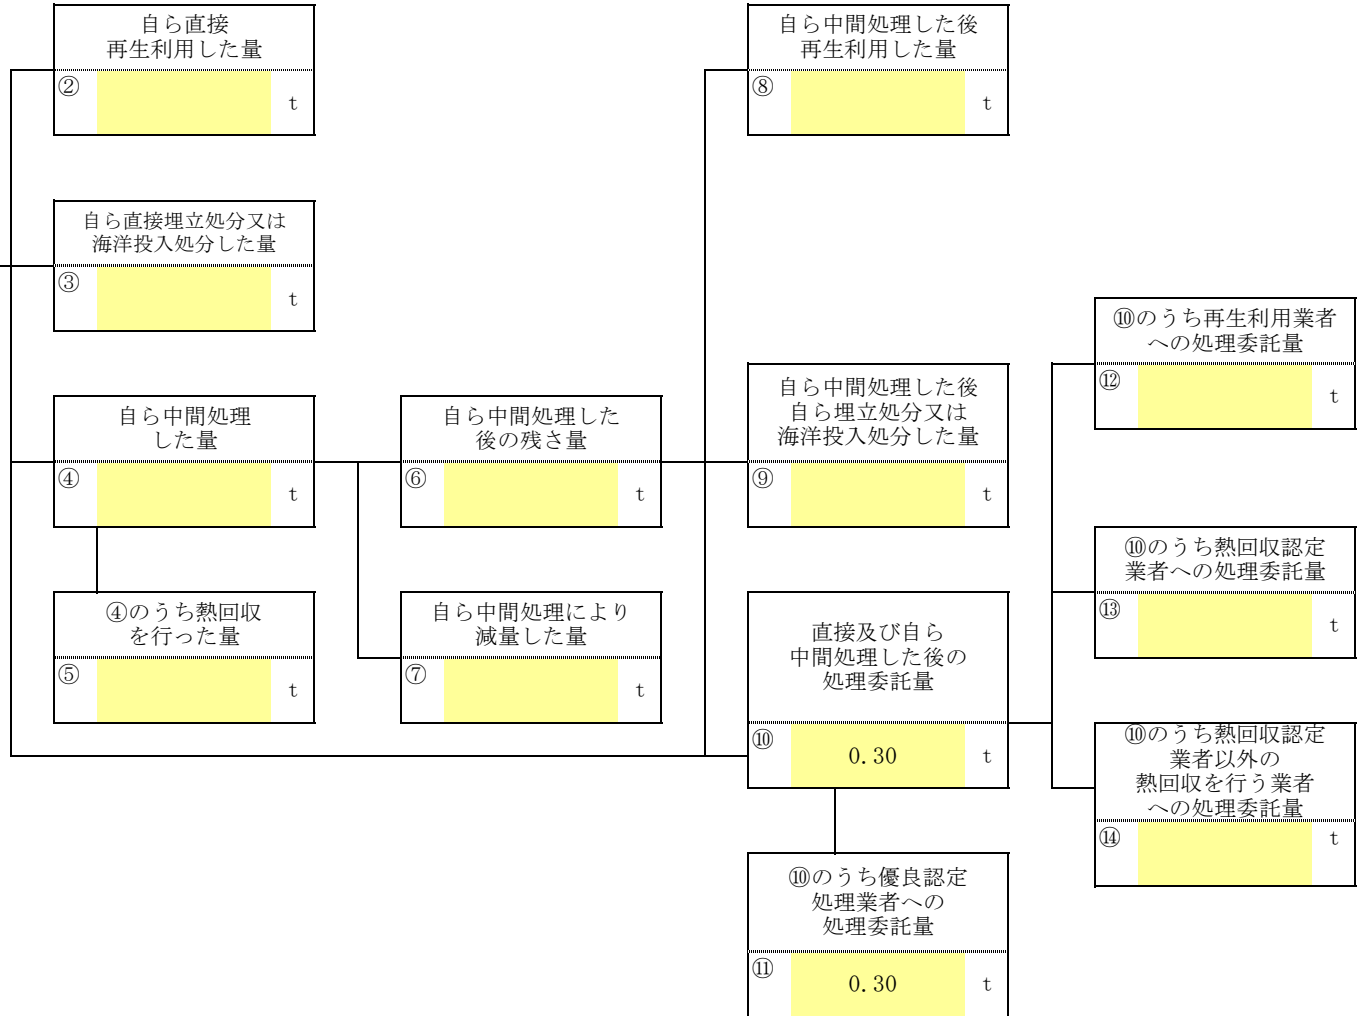 自ら直接
再生利用した量
②
t
自ら直接埋立処分又は
海洋投入処分した量
③
t
自ら中間処理
した量
④
t
④のうち熱回収
を行った量
⑤
t
自ら中間処理した
後の残さ量
⑥
t
自ら中間処理により
減量した量
⑦
t
自ら中間処理した後
再生利用した量
⑧
t
自ら中間処理した後
自ら埋立処分又は
海洋投入処分した量
⑨
t
直接及び自ら
中間処理した後の
処理委託量
⑩
0.30 t
⑩のうち優良認定
処理業者への
処理委託量
⑪
0.30 t
⑩のうち再生利用業者
への処理委託量
⑫
t
⑩のうち熱回収認定
業者への処理委託量
⑬
t
⑩のうち熱回収認定
業者以外の
熱回収を行う業者
への処理委託量
⑭
t